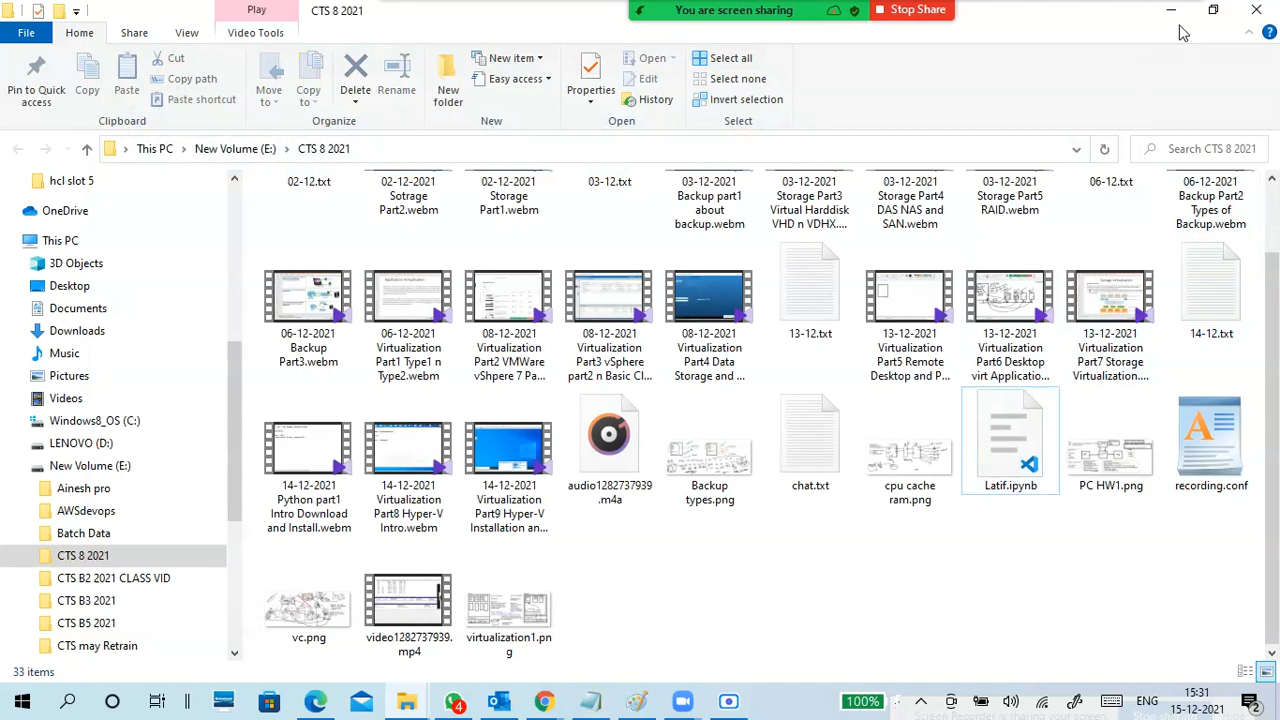 Play
CTS 8 2021
You are screen sharing
Stop Share
File
Home
Share
View
Video Tools
Pin to Quick
access
Copy
Paste
Cut
Copy path
Paste shortcut
Clipboard
Move
to
Copy
to
Delete
Rename
Organize
New
folder
New item
Easy access
New
Properties
Open
Edit
History
Open
Select all
Select none
Invert selection
Select
This PC
New Volume (E:)
CTS 8 2021
Search CTS 8 2021
hcl slot 5
OneDrive
This PC
3D Objects
Desktop
Documents
Downloads
Music
Pictures
Videos
Windows8_OS (C:)
LENOVO (D:)
New Volume (E:)
Ainesh pro
AWSdevops
Batch Data
CTS 8 2021
CTS B2 2021 CLASS VID
CTS B3 2021
CTS B5 2021
CTS may Retrain
02-12.txt
02-12-2021
Sotrage
Part2.webm
02-12-2021
Storage
Part1.webm
03-12.txt
03-12-2021
Backup part1
about
backup.webm
03-12-2021
Storage Part3
Virtual Harddisk
VHD n VDHX....
03-12-2021
Storage Part4
DAS NAS and
SAN.webm
03-12-2021
Storage Part5
RAID.webm
06-12.txt
06-12-2021
Backup Part2
Types of
Backup.webm
06-12-2021
Backup
Part3.webm
06-12-2021
Virtualization
Part1 Type1 n
Type2.webm
08-12-2021
Virtualization
Part2 VMWare
vShpere 7 Pa...
08-12-2021
Virtualization
Part3 vSphere
part2 n Basic Cl...
08-12-2021
Virtualization
Part4 Data
Storage and ...
13-12.txt
13-12-2021
Virtualization
Part5 Remote
Desktop and P...
13-12-2021
Virtualization
Part6 Desktop
virt Applicatio...
13-12-2021
Virtualization
Part7 Storage
Virtualization....
14-12.txt
14-12-2021
Python part1
Intro Download
and Install.webm
14-12-2021
Virtualization
Part8 Hyper-V
Intro.webm
14-12-2021
Virtualization
Part9 Hyper-V
Installation an...
audio1282737939
.m4a
Backup
types.png
chat.txt
cpu cache
ram.png
Latif.ipynb
PC HW1.png
recording.conf
vc.png
video1282737939.
mp4
virtualization1.pn
g
33 items
4
100%
ENG
15:31
15-12-2021
2